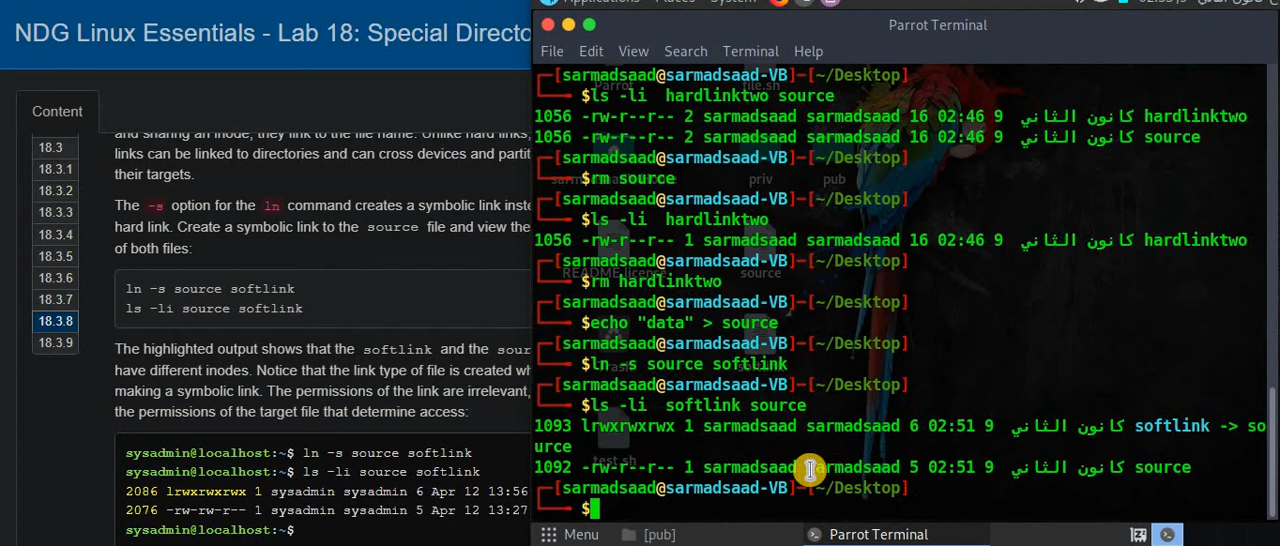 NDG Linux Essentials - Lab 18: Special Directo
Content
18.3
18.3.1
18.3.2
18.3.3
18.3.4
18.3.5
18.3.6
18.3.7
18.3.8
18.3.9
and sharing an inode, they link to the file name. Unlike hard links,
links can be linked to directories and can cross devices and partit
their targets.
The -s option for the ln command creates a symbolic link inste
hard link. Create a symbolic link to the source file and view the
of both files:
ln -s source softlink
ls -li source softlink
The highlighted output shows that the softlink and the sour
have different inodes. Notice that the link type of file is created wh
making a symbolic link. The permissions of the link are irrelevant,
the permissions of the target file that determine access:
sysadmin@localhost:~$ ln -s source softlink
sysadmin@localhost:~$ ls -li source softlink
2086 lrwxrwxrwx 1 sysadmin sysadmin 6 Apr 12 13:56
2076 -rw-rw-r-- 1 sysadmin sysadmin 5 Apr 12 13:27
sysadmin@localhost:~$
Applications Places System
Parrot Terminal
File Edit View Search Terminal Help
[sarmadsaad@sarmadsaad-VB]-[~/Desktop]
$ls -li  hardlinktwo source
1056 -rw-r--r-- 2 sarmadsaad sarmadsaad 16 02:46 9 كانون الثاني hardlinktwo
1056 -rw-r--r-- 2 sarmadsaad sarmadsaad 16 02:46 9 كانون الثاني source
[sarmadsaad@sarmadsaad-VB]-[~/Desktop]
$rm source
[sarmadsaad@sarmadsaad-VB]-[~/Desktop]
$ls -li  hardlinktwo
1056 -rw-r--r-- 1 sarmadsaad sarmadsaad 16 02:46 9 كانون الثاني hardlinktwo
[sarmadsaad@sarmadsaad-VB]-[~/Desktop]
$rm hardlinktwo
[sarmadsaad@sarmadsaad-VB]-[~/Desktop]
$echo "data" > source
[sarmadsaad@sarmadsaad-VB]-[~/Desktop]
$ln -s source softlink
[sarmadsaad@sarmadsaad-VB]-[~/Desktop]
$ls -li  softlink source
1093 lrwxrwxrwx 1 sarmadsaad sarmadsaad 6 02:51 9 كانون الثاني softlink -> so
urce
1092 -rw-r--r-- 1 sarmadsaad sarmadsaad 5 02:51 9 كانون الثاني source
[sarmadsaad@sarmadsaad-VB]-[~/Desktop]
$
Parrot
file.sh
priv
pub
README.license
source
Trash
test.sh
Menu
[pub]
Parrot Terminal